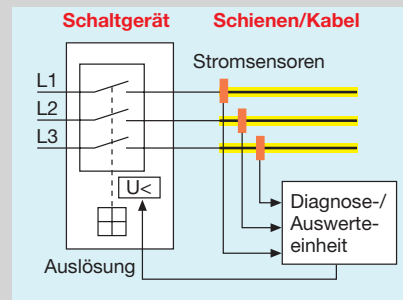 Schaltgerät
Schienen/Kabel
Stromsensoren
L1
L2
L3
U<
Diagnose-/
Auswerte-
einheit
Auslösung